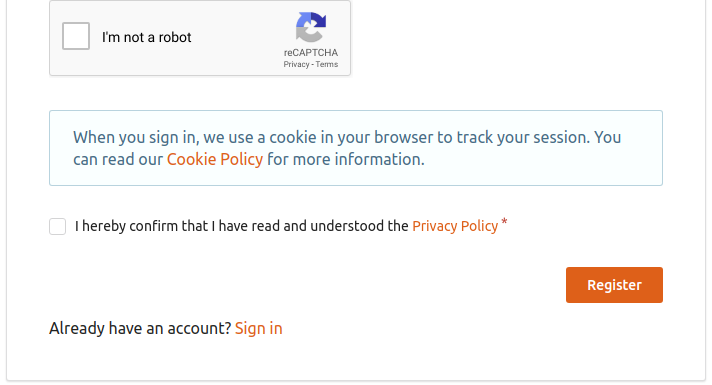 I'm not a robot
reCAPTCHA
Privacy - Terms
When you sign in, we use a cookie in your browser to track your session. You
can read our Cookie Policy for more information.
I hereby confirm that I have read and understood the Privacy Policy *
Register
Already have an account? Sign in